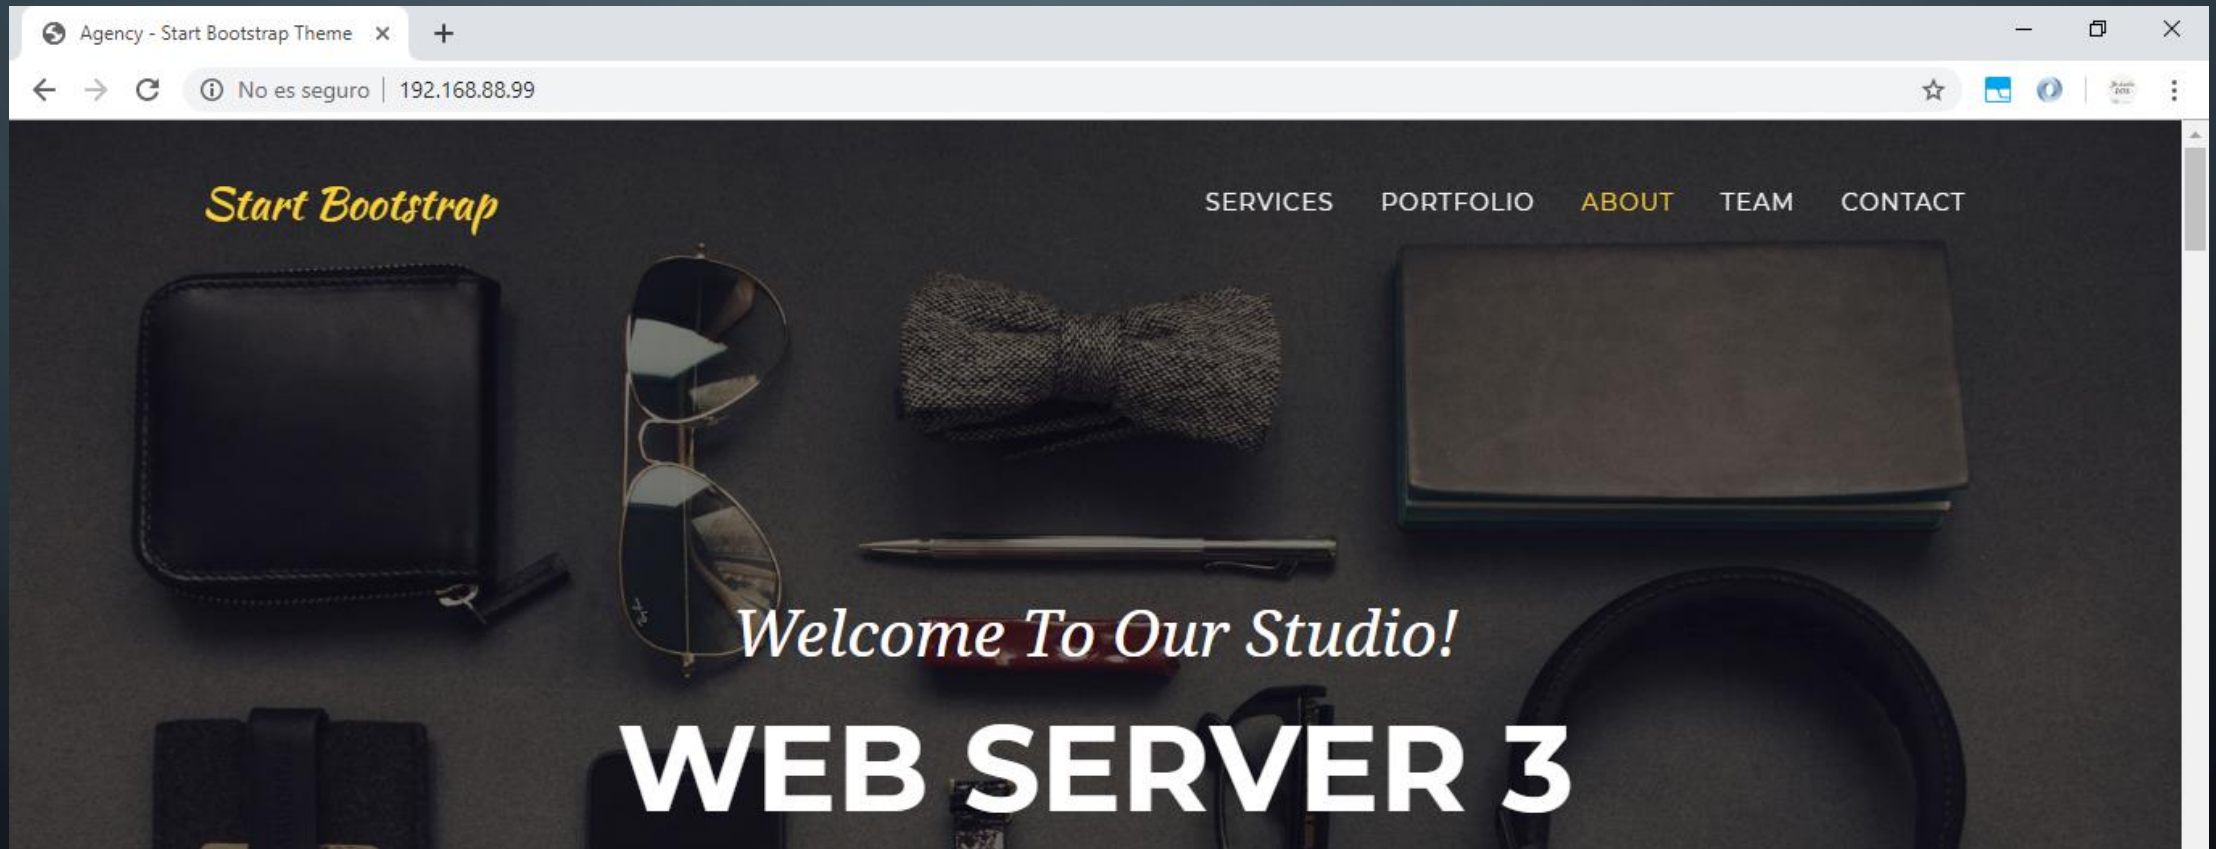 Agency - Start Bootstrap Theme
No es seguro | 192.168.88.99
Start Bootstrap
SERVICES PORTFOLIO ABOUT TEAM CONTACT
Welcome To Our Studio!
WEB SERVER 3